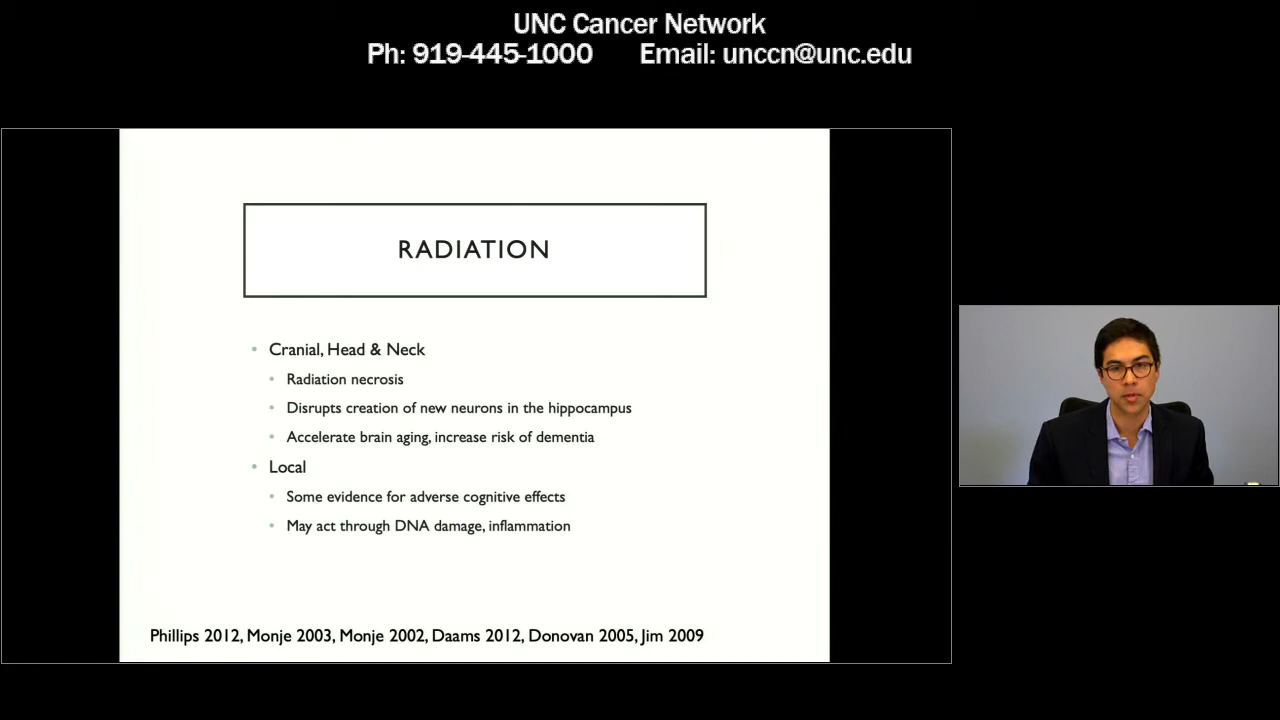 UNC Cancer Network
Ph: 919-445-1000 Email: unccn@unc.edu
RADIATION
• Cranial, Head & Neck
• Radiation necrosis
• Disrupts creation of new neurons in the hippocampus
• Accelerate brain aging, increase risk of dementia
• Local
• Some evidence for adverse cognitive effects
• May act through DNA damage, inflammation
Phillips 2012, Monje 2003, Monje 2002, Daams 2012, Donovan 2005, Jim 2009